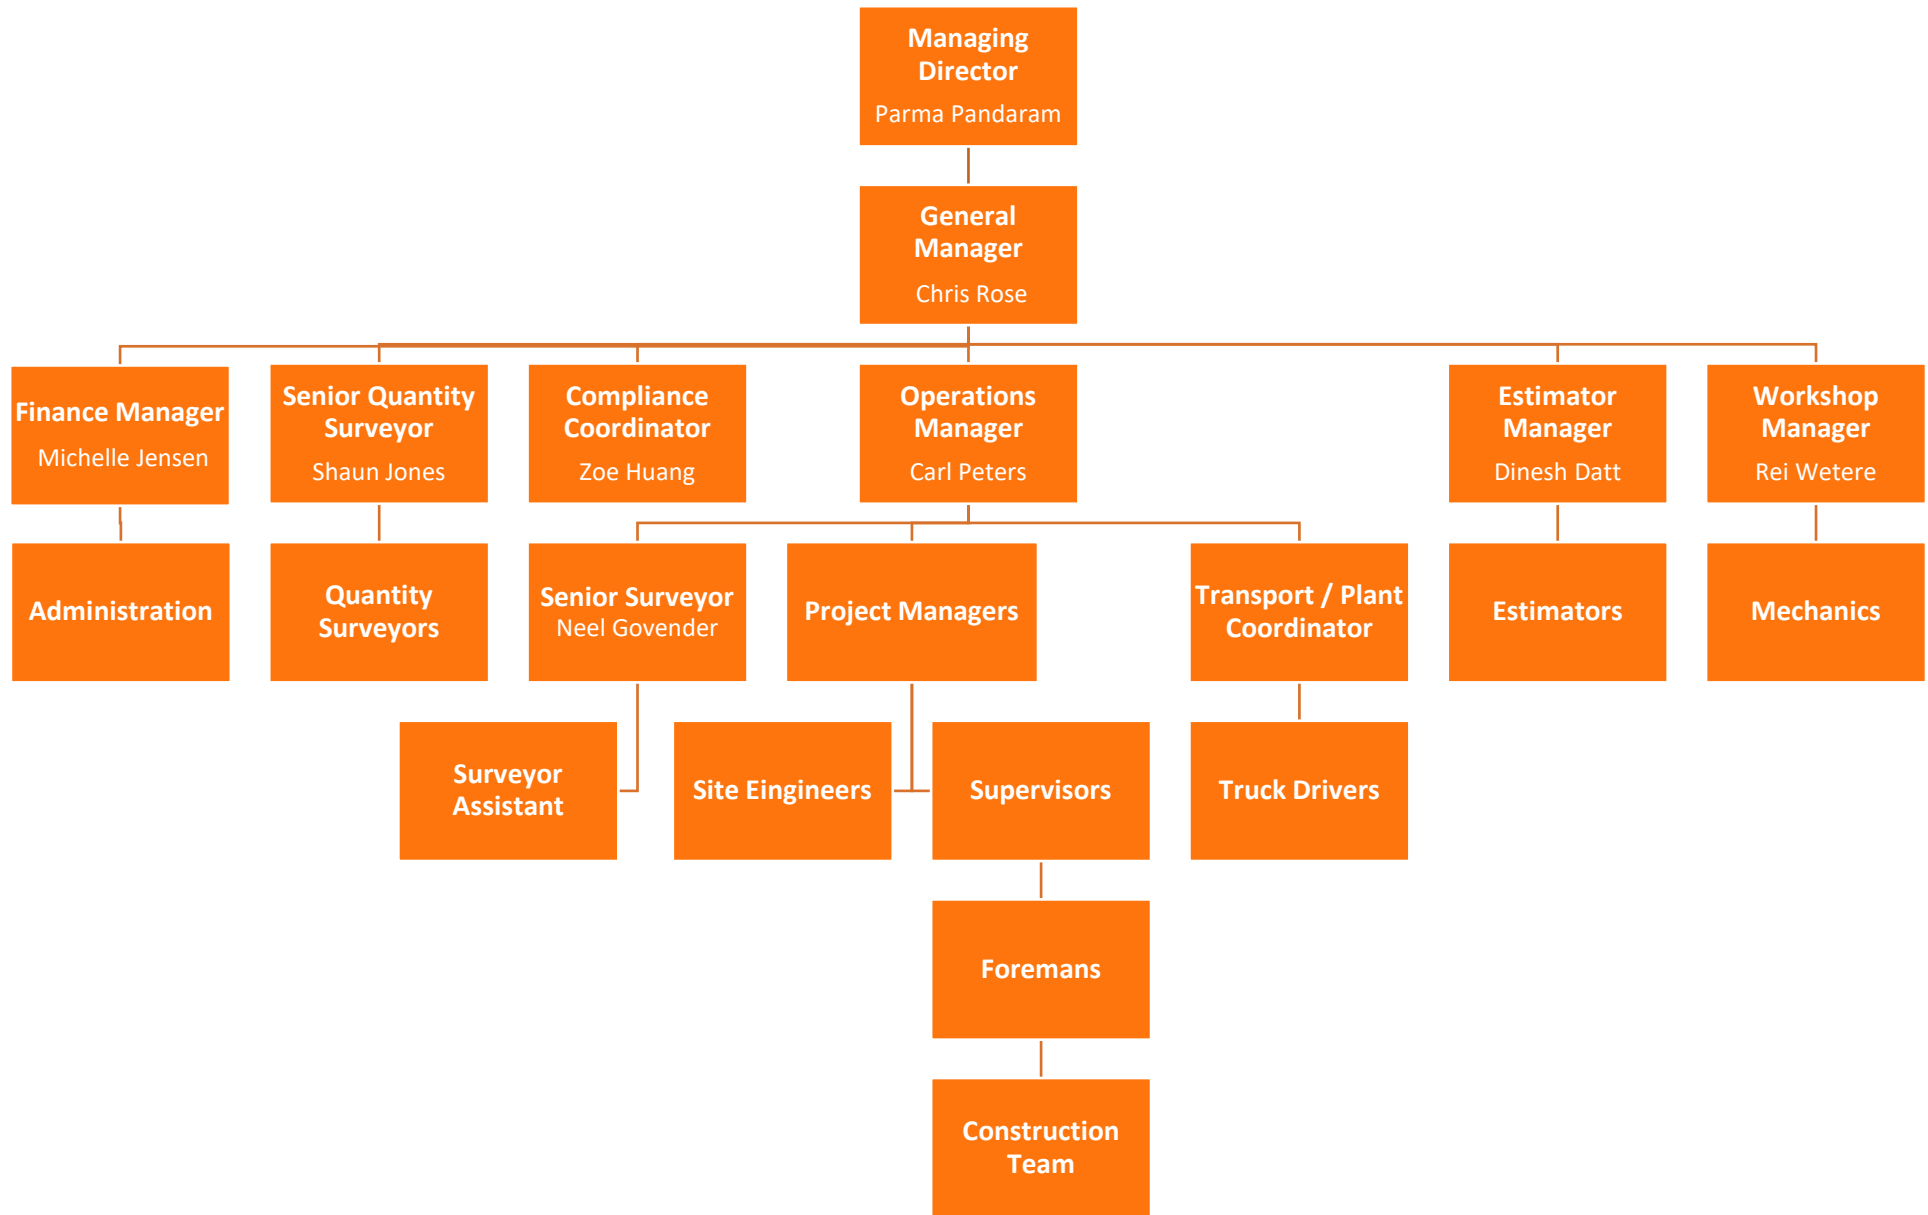 Managing
Director
Parma Pandaram
General
Manager
Chris Rose
Finance Manager
Michelle Jensen
Senior Quantity
Surveyor
Shaun Jones
Compliance
Coordinator
Zoe Huang
Operations
Manager
Carl Peters
Estimator
Manager
Dinesh Datt
Workshop
Manager
Rei Wetere
Administration
Quantity
Surveyors
Senior Surveyor
Neel Govender
Project Managers
Transport / Plant
Coordinator
Estimators
Mechanics
Surveyor
Assistant
Site Eingineers
Supervisors
Truck Drivers
Foremans
Construction
Team